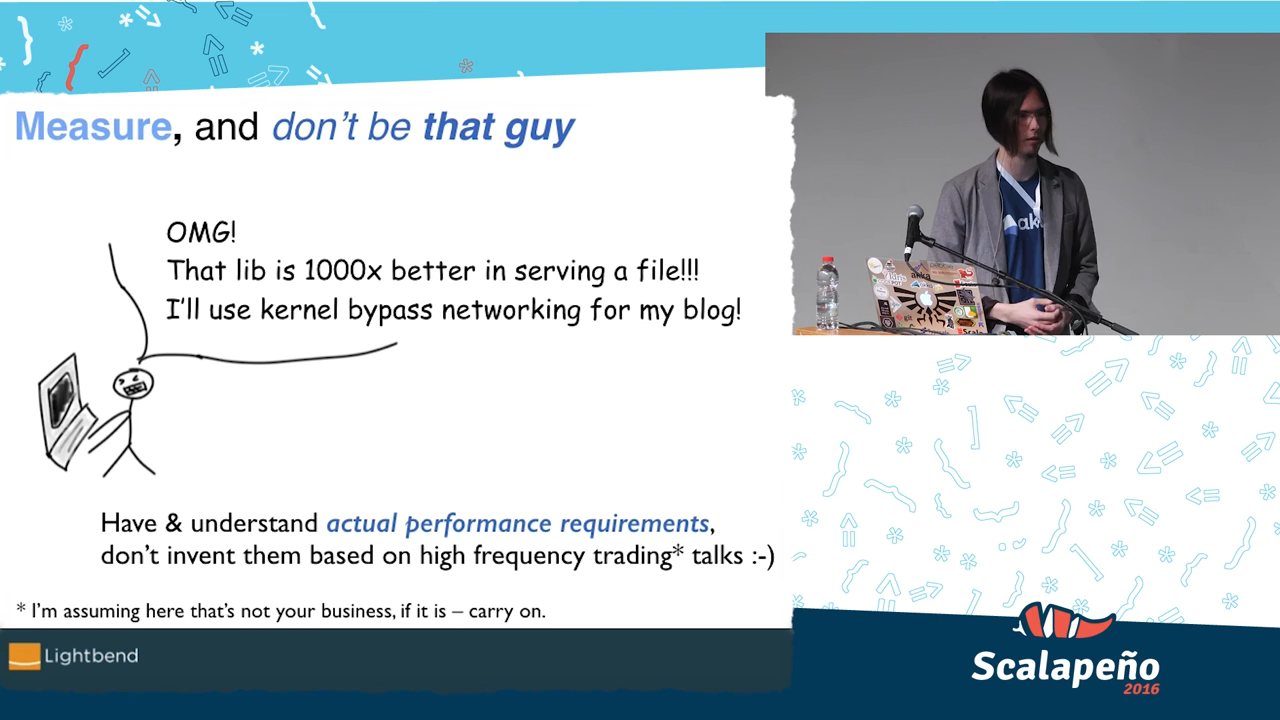 Measure, and don't be that guy
OMG!
That lib is 1000x better in serving a file!!!
I'll use kernel bypass networking for my blog!
Have & understand actual performance requirements,
don't invent them based on high frequency trading* talks :-)
* I'm assuming here that's not your business, if it is – carry on.
Lightbend
akka
Scalapeño
2016